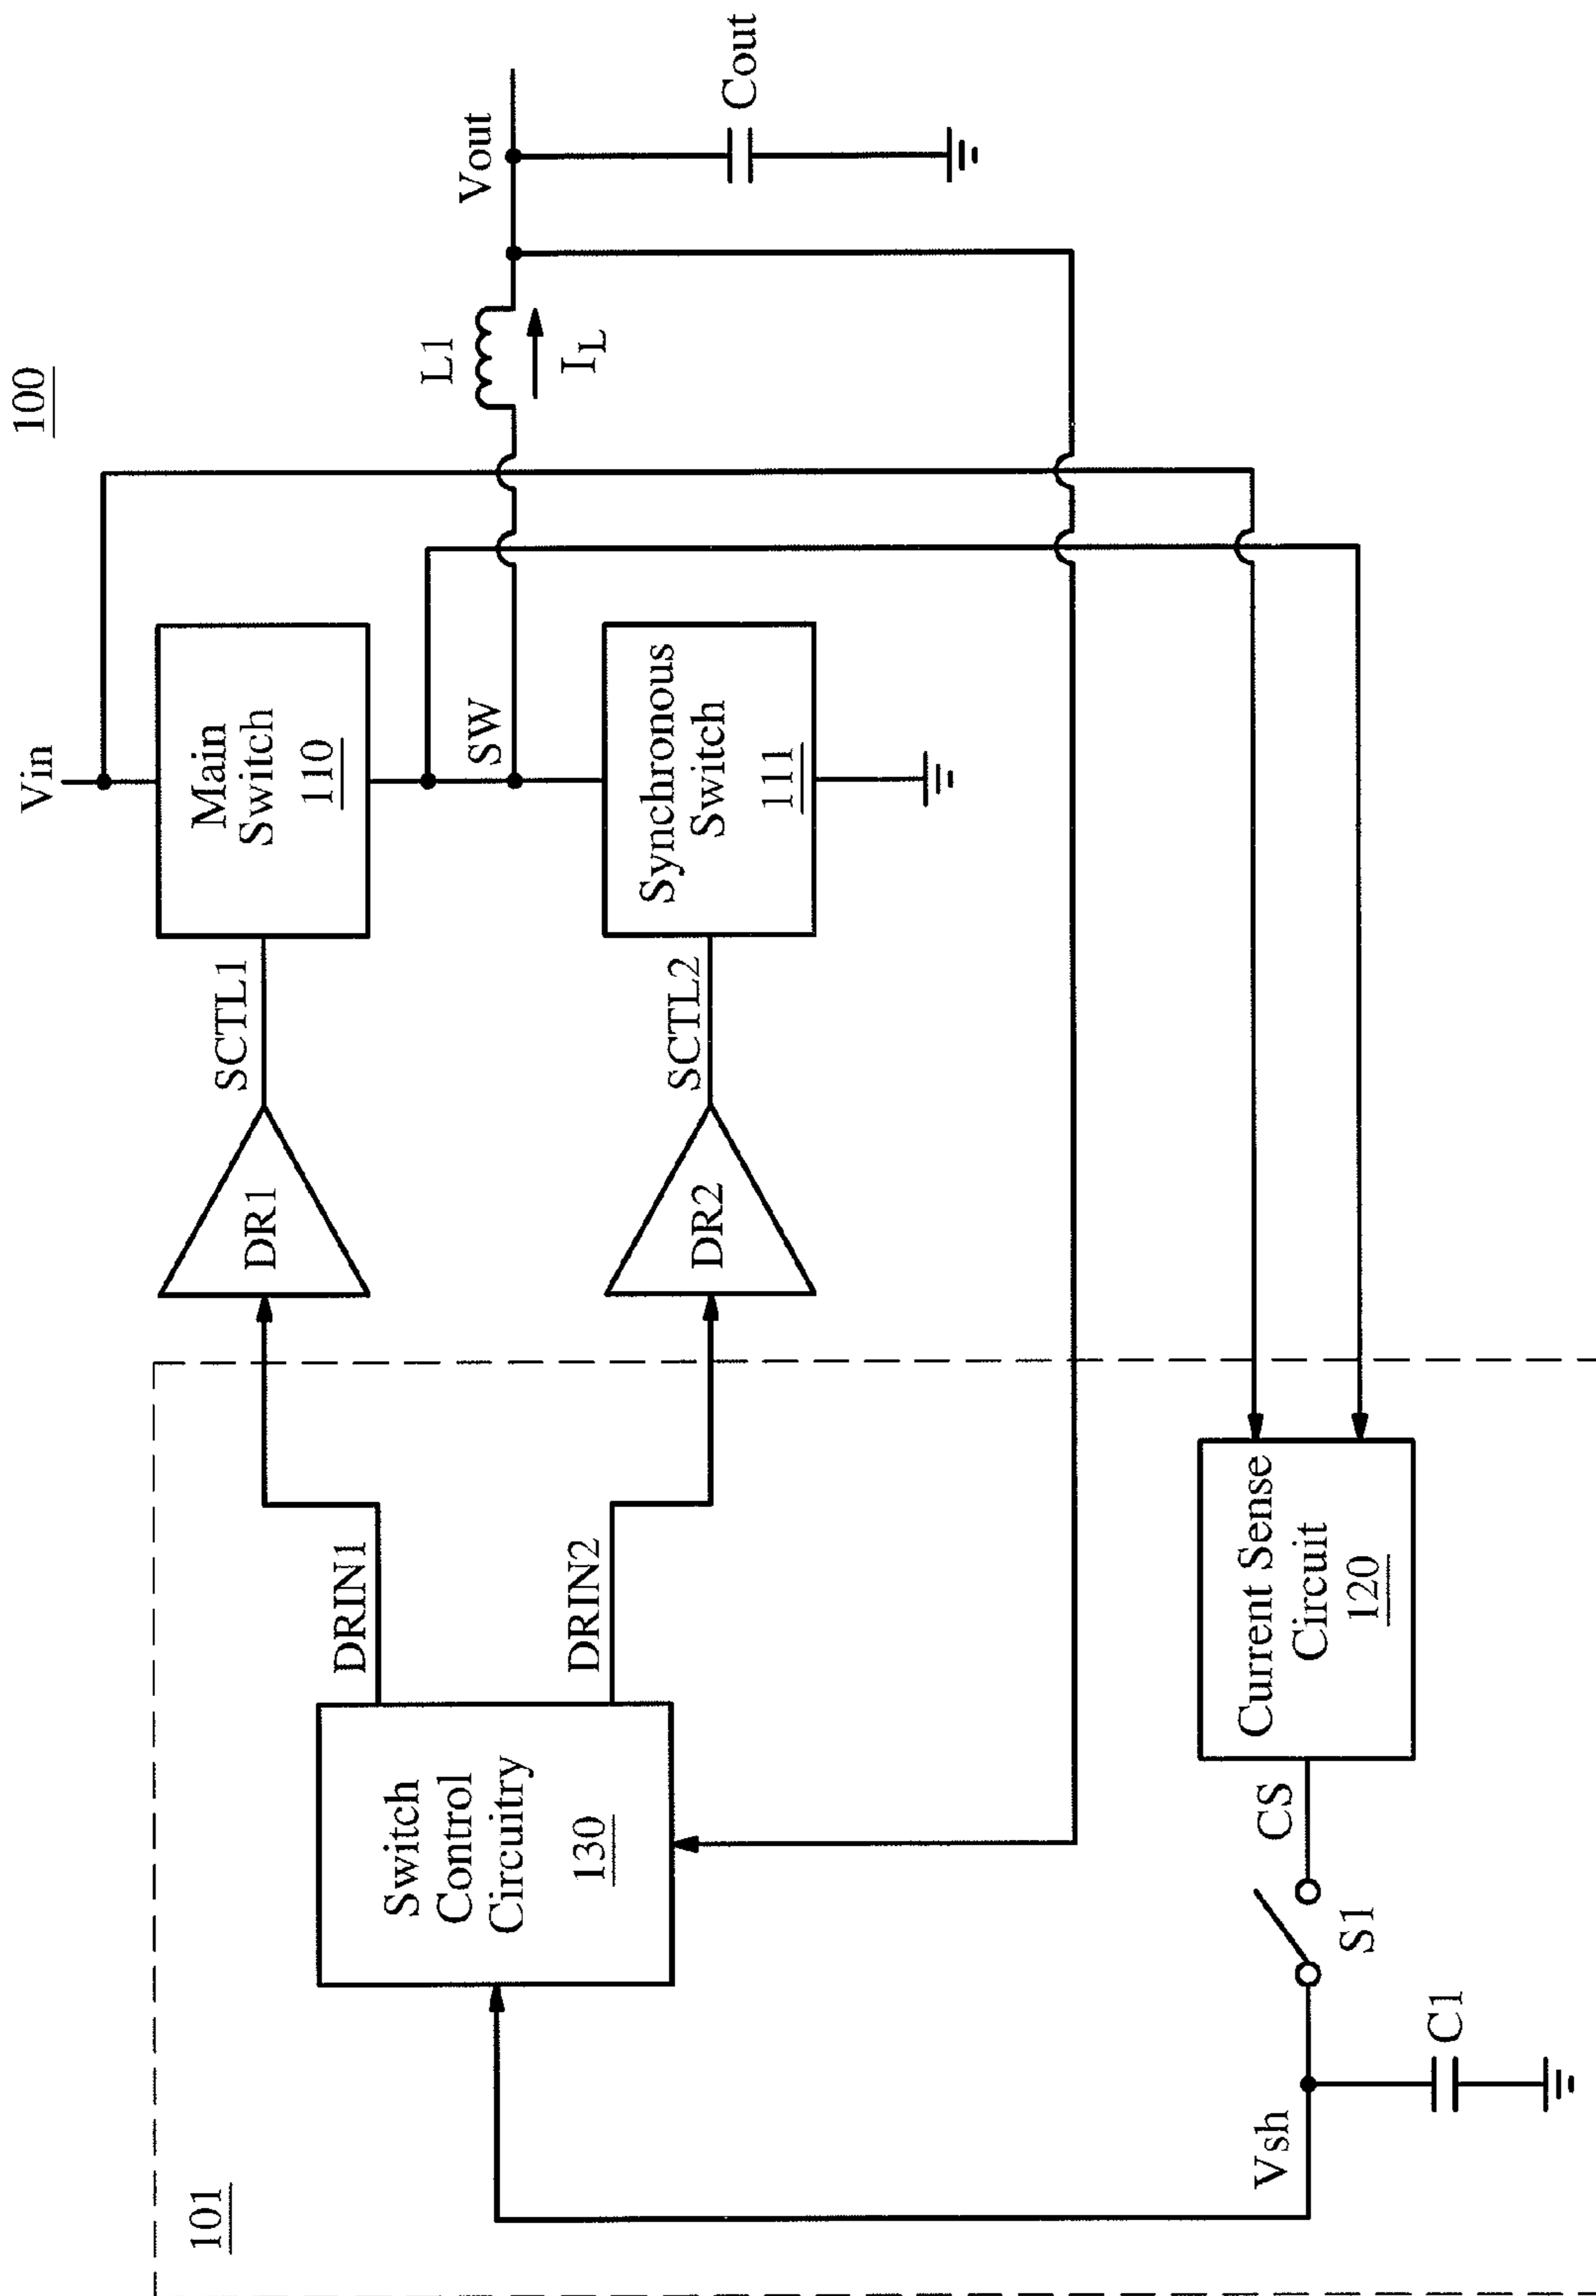 100
101
Vin
Main
Switch
110
SCTL1
DR1
DRIN1
Switch
Control
Circuitry
130
DRIN2
DR2
SCTL2
Synchronous
Switch
111
SW
L1
I_L
Vout
Cout
Current Sense
Circuit
120
CS
S1
Vsh
C1